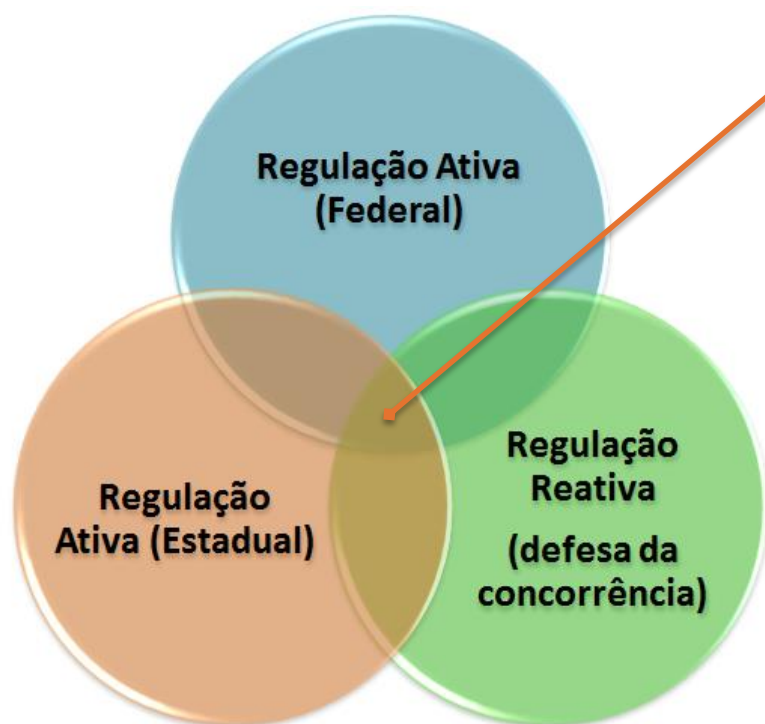 Regulação Ativa
(Federal)
Regulação
Ativa (Estadual)
Regulação
Reativa
(defesa da
concorrência)